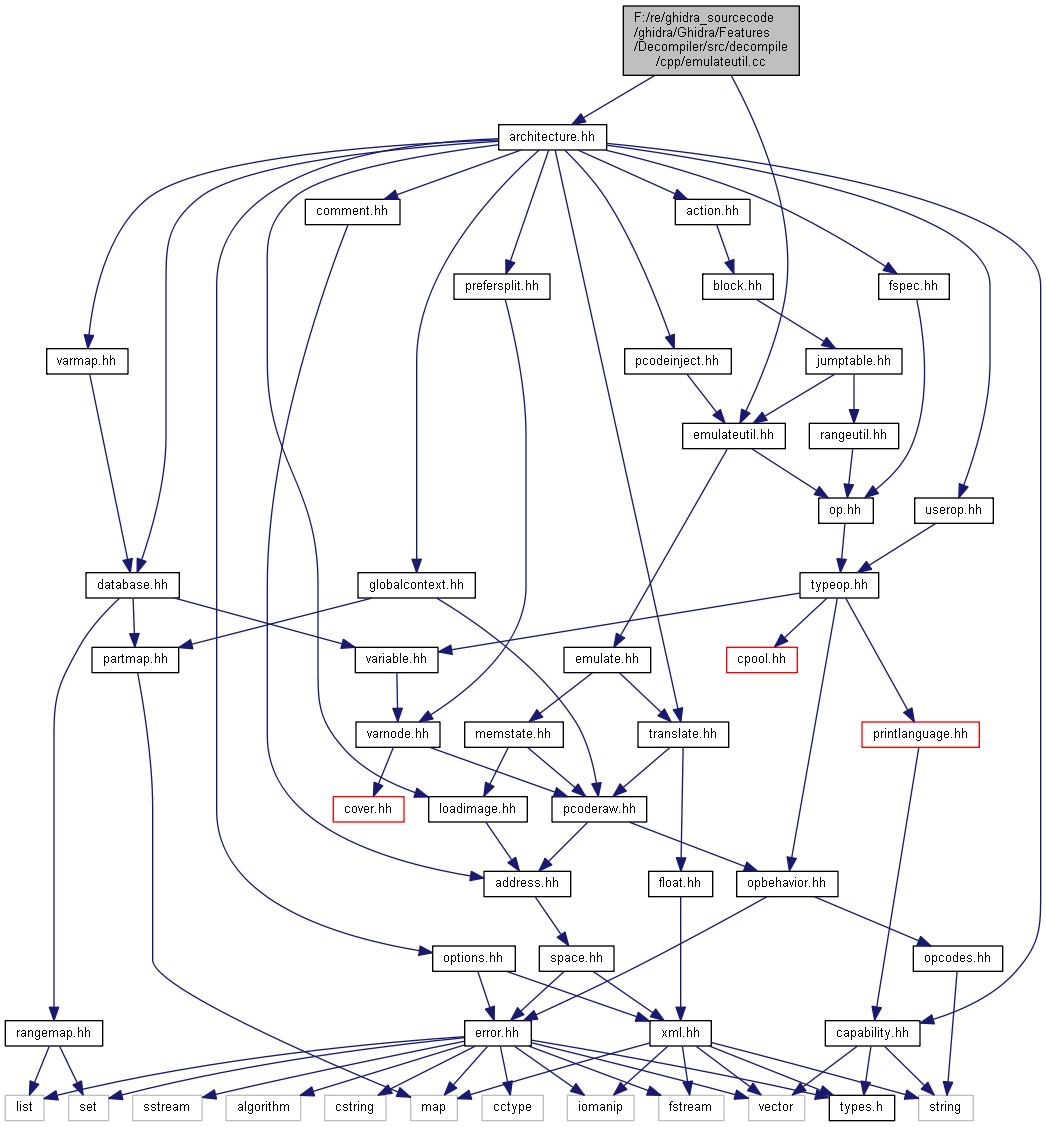 F:/re/ghidra_sourcecode
/ghidra/Ghidra/Features
/Decompiler/src/decompile
/cpp/emulateutil.cc
architecture.hh
comment.hh
action.hh
prefersplit.hh
block.hh
fspec.hh
varmap.hh
pcodeinject.hh
jumptable.hh
emulateutil.hh
rangeutil.hh
op.hh
userop.hh
database.hh
globalcontext.hh
typeop.hh
partmap.hh
variable.hh
emulate.hh
cpool.hh
varnode.hh
memstate.hh
translate.hh
printlanguage.hh
cover.hh
loadimage.hh
pcoderaw.hh
address.hh
float.hh
opbehavior.hh
options.hh
space.hh
opcodes.hh
rangemap.hh
error.hh
xml.hh
capability.hh
list
set
sstream
algorithm
cstring
map
cctype
iomanip
fstream
vector
types.h
string